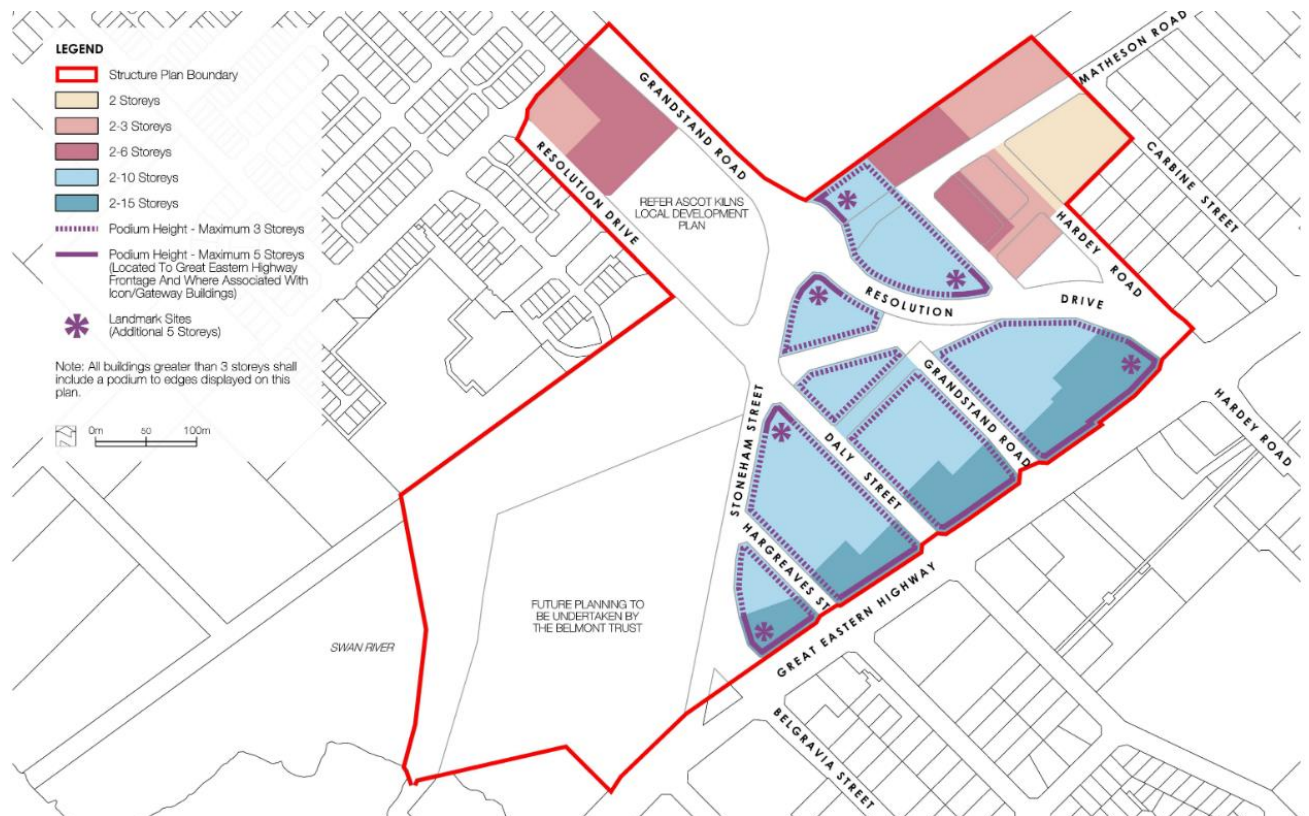 LEGEND
Structure Plan Boundary
2 Storeys
2-3 Storeys
2-6 Storeys
2-10 Storeys
2-15 Storeys
Podium Height - Maximum 3 Storeys
Podium Height - Maximum 5 Storeys
(Located To Great Eastern Highway
Frontage And Where Associated With
Icon/Gateway Buildings)
Landmark Sites
(Additional 5 Storeys)
Note: All buildings greater than 3 storeys shall
include a podium to edges displayed on this
plan.
0m 50 100m
GRANDSTAND ROAD
MATHESON ROAD
CARBINE STREET
RESOLUTION DRIVE
REFER ASCOT KILNS
LOCAL DEVELOPMENT
PLAN
HARDEY ROAD
RESOLUTION DRIVE
GRANDSTAND ROAD
HARDEY ROAD
STONEHAM STREET
DALY STREET
HARGREAVES ST
GREAT EASTERN HIGHWAY
FUTURE PLANNING TO
BE UNDERTAKEN BY
THE BELMONT TRUST
SWAN RIVER
BELGRAVIA STREET